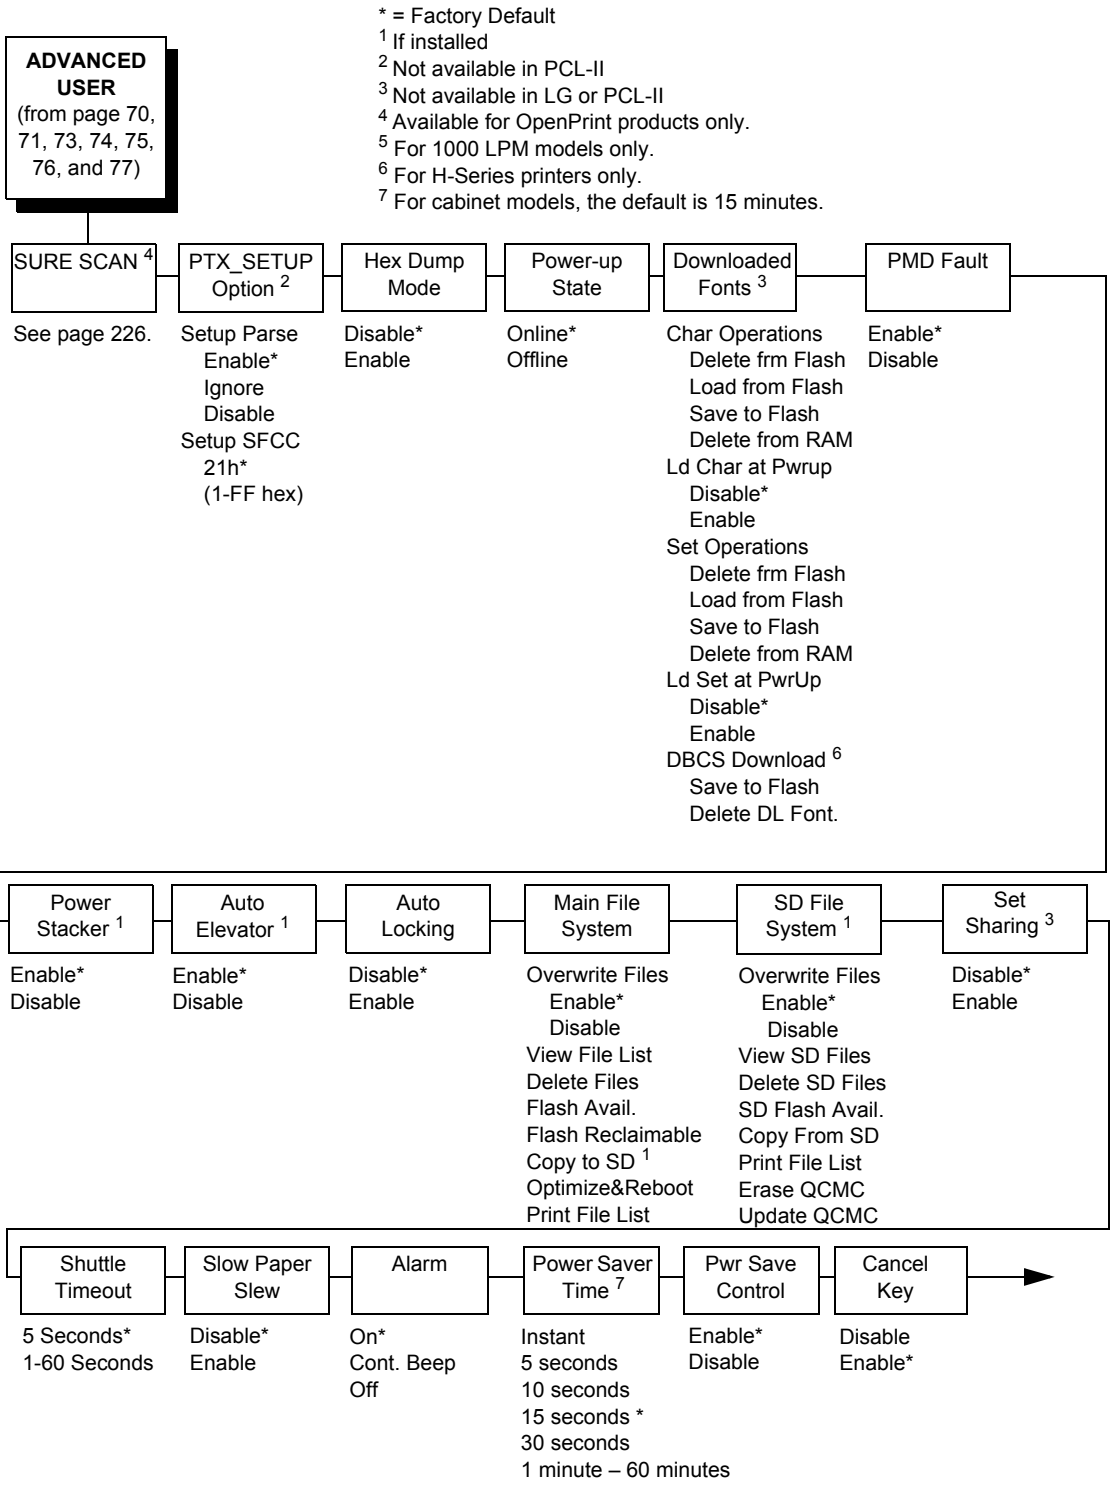 * = Factory Default
1 If installed
2 Not available in PCL-II
3 Not available in LG or PCL-II
4 Available for OpenPrint products only.
5 For 1000 LPM models only.
6 For H-Series printers only.
7 For cabinet models, the default is 15 minutes.
ADVANCED
USER
(from page 70,
71, 73, 74, 75,
76, and 77)
SURE SCAN 4
See page 226.
PTX_SETUP
Option 2
Setup Parse
Enable*
Ignore
Disable
Setup SFCC
21h*
(1-FF hex)
Hex Dump
Mode
Disable*
Enable
Power-up
State
Online*
Offline
Downloaded
Fonts 3
Char Operations
Delete frm Flash
Load from Flash
Save to Flash
Delete from RAM
Ld Char at Pwrup
Disable*
Enable
Set Operations
Delete frm Flash
Load from Flash
Save to Flash
Delete from RAM
Ld Set at PwrUp
Disable*
Enable
DBCS Download 6
Save to Flash
Delete DL Font.
PMD Fault
Enable*
Disable
Power
Stacker 1
Enable*
Disable
Auto
Elevator 1
Enable*
Disable
Auto
Locking
Disable*
Enable
Main File
System
Overwrite Files
Enable*
Disable
View File List
Delete Files
Flash Avail.
Flash Reclaimable
Copy to SD 1
Optimize&Reboot
Print File List
SD File
System 1
Overwrite Files
Enable*
Disable
View SD Files
Delete SD Files
SD Flash Avail.
Copy From SD
Print File List
Erase QCMC
Update QCMC
Set
Sharing 3
Disable*
Enable
Shuttle
Timeout
5 Seconds*
1-60 Seconds
Slow Paper
Slew
Disable*
Enable
Alarm
On*
Cont. Beep
Off
Power Saver
Time 7
Instant
5 seconds
10 seconds
15 seconds *
30 seconds
1 minute – 60 minutes
Pwr Save
Control
Enable*
Disable
Cancel
Key
Disable
Enable*